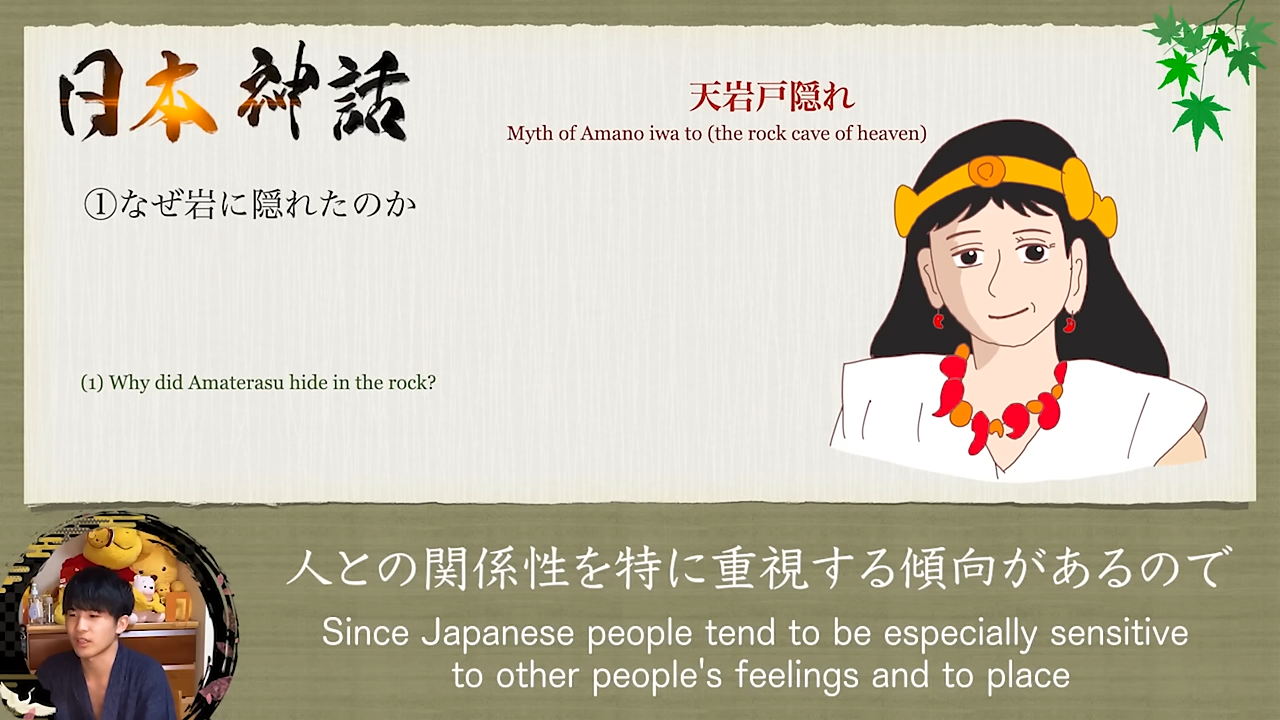 日本神話
天岩戸隠れ
Myth of Amano iwa to (the rock cave of heaven)
①なぜ岩に隠れたのか
(1) Why did Amaterasu hide in the rock?
人との関係性を特に重視する傾向があるので
Since Japanese people tend to be especially sensitive
to other people's feelings and to place